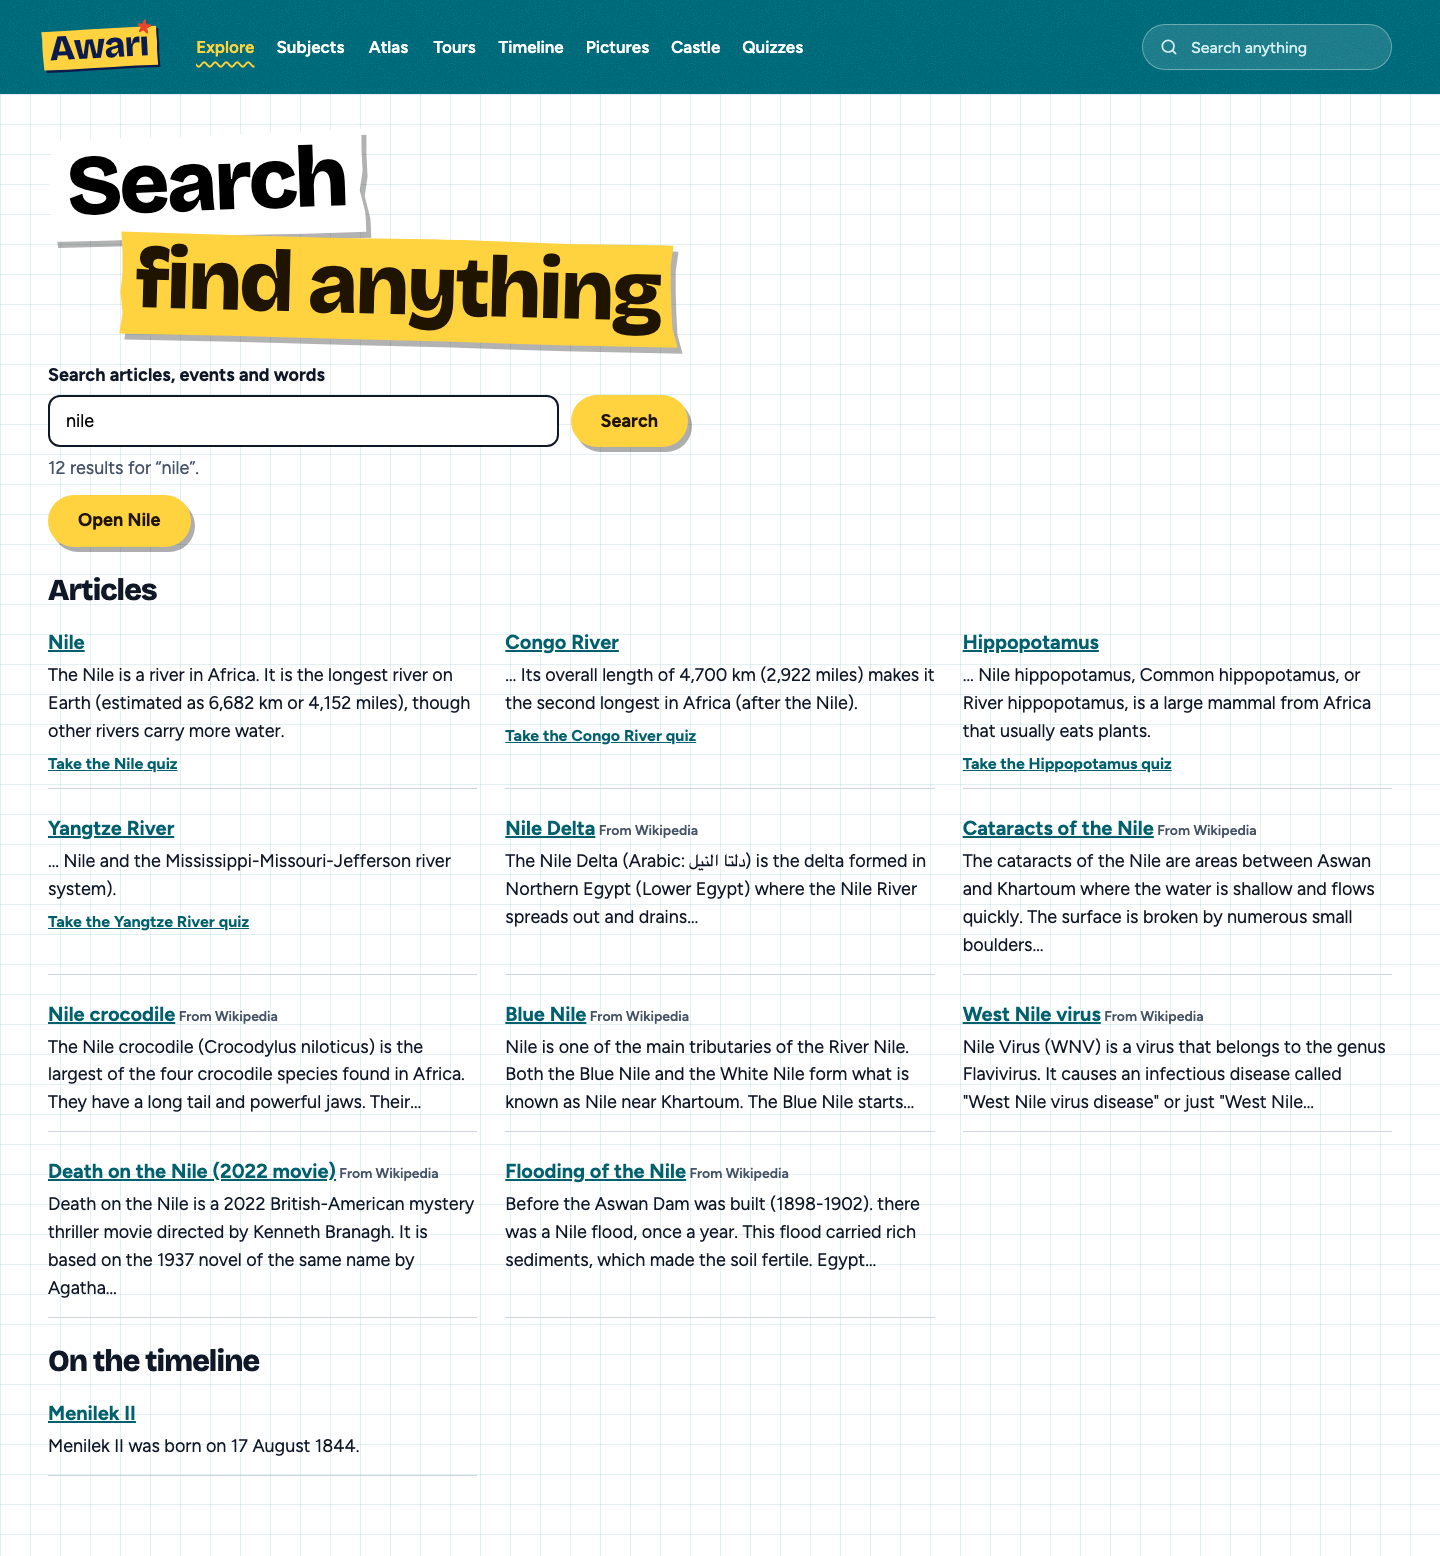 Awari
Explore Subjects Atlas Tours Timeline Pictures Castle Quizzes
Search anything
Search
find anything
Search articles, events and words
nile
Search
12 results for “nile”.
Open Nile
Articles
Nile
The Nile is a river in Africa. It is the longest river on
Earth (estimated as 6,682 km or 4,152 miles), though
other rivers carry more water.
Take the Nile quiz
Congo River
... Its overall length of 4,700 km (2,922 miles) makes it
the second longest in Africa (after the Nile).
Take the Congo River quiz
Hippopotamus
... Nile hippopotamus, Common hippopotamus, or
River hippopotamus, is a large mammal from Africa
that usually eats plants.
Take the Hippopotamus quiz
Yangtze River
... Nile and the Mississippi-Missouri-Jefferson river
system).
Take the Yangtze River quiz
Nile Delta From Wikipedia
The Nile Delta (Arabic: دلتا النيل) is the delta formed in
Northern Egypt (Lower Egypt) where the Nile River
spreads out and drains...
Cataracts of the Nile From Wikipedia
The cataracts of the Nile are areas between Aswan
and Khartoum where the water is shallow and flows
quickly. The surface is broken by numerous small
boulders...
Nile crocodile From Wikipedia
The Nile crocodile (Crocodylus niloticus) is the
largest of the four crocodile species found in Africa.
They have a long tail and powerful jaws. Their...
Blue Nile From Wikipedia
Nile is one of the main tributaries of the River Nile.
Both the Blue Nile and the White Nile form what is
known as Nile near Khartoum. The Blue Nile starts...
West Nile virus From Wikipedia
Nile Virus (WNV) is a virus that belongs to the genus
Flavivirus. It causes an infectious disease called
"West Nile virus disease" or just "West Nile...
Death on the Nile (2022 movie) From Wikipedia
Death on the Nile is a 2022 British-American mystery
thriller movie directed by Kenneth Branagh. It is
based on the 1937 novel of the same name by
Agatha...
Flooding of the Nile From Wikipedia
Before the Aswan Dam was built (1898-1902). there
was a Nile flood, once a year. This flood carried rich
sediments, which made the soil fertile. Egypt...
On the timeline
Menilek II
Menilek II was born on 17 August 1844.